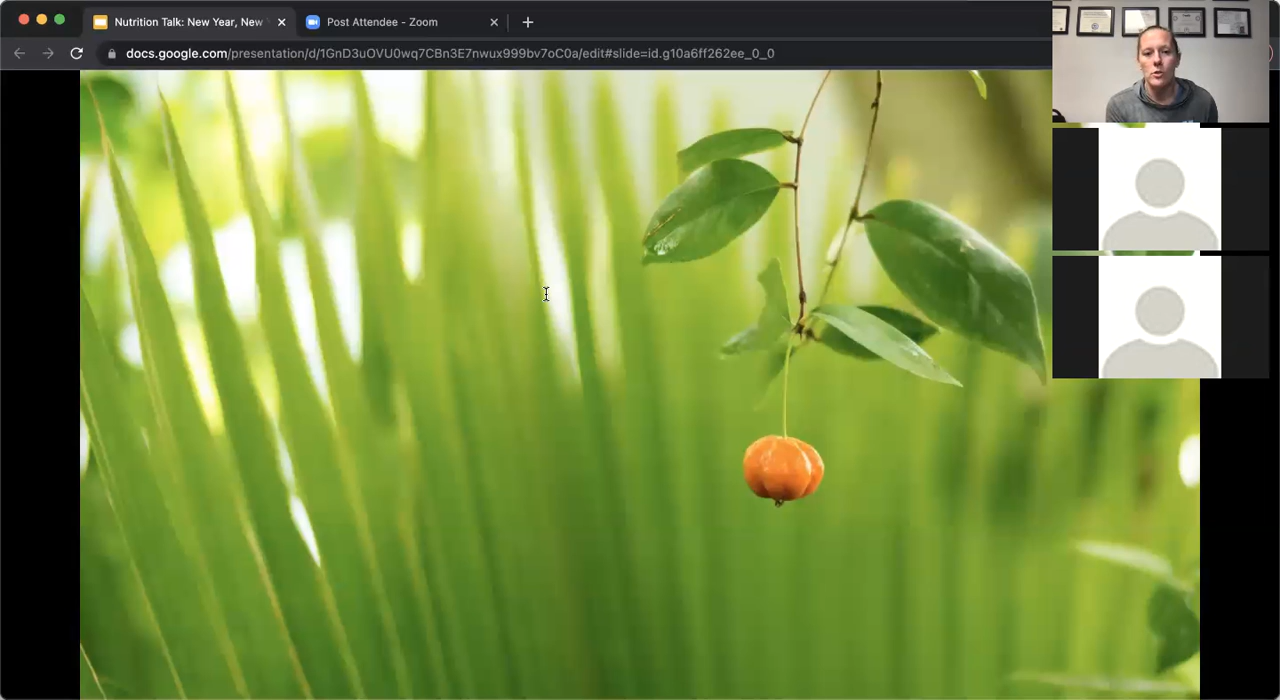 Nutrition Talk: New Year, New
Post Attendee - Zoom
docs.google.com/presentation/d/1GnD3uOVU0wq7CBn3E7nwux999bv7oC0a/edit#slide=id.g10a6ff262ee_0_0